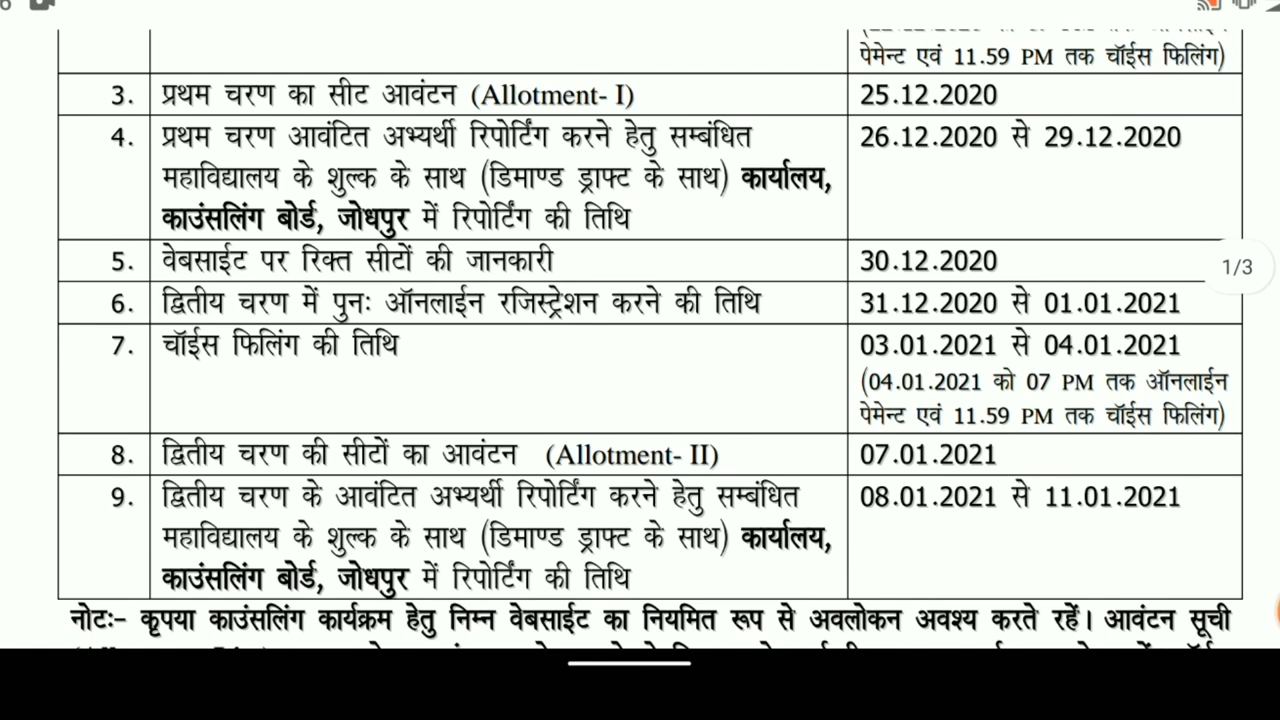 पेमेन्ट एवं 11.59 PM तक चॉईस फिलिंग)
3. प्रथम चरण का सीट आवंटन (Allotment- I) 25.12.2020
4. प्रथम चरण आवंटित अभ्यर्थी रिपोर्टिंग करने हेतु सम्बंधित 26.12.2020 से 29.12.2020
महाविद्यालय के शुल्क के साथ (डिमाण्ड ड्राफ्ट के साथ) कार्यालय,
काउंसलिंग बोर्ड, जोधपुर में रिपोर्टिंग की तिथि
5. वेबसाईट पर रिक्त सीटों की जानकारी 30.12.2020
1/3
6. द्वितीय चरण में पुनः ऑनलाईन रजिस्ट्रेशन करने की तिथि 31.12.2020 से 01.01.2021
7. चॉईस फिलिंग की तिथि 03.01.2021 से 04.01.2021
(04.01.2021 को 07 PM तक ऑनलाईन
पेमेन्ट एवं 11.59 PM तक चॉईस फिलिंग)
8. द्वितीय चरण की सीटों का आवंटन (Allotment- II) 07.01.2021
9. द्वितीय चरण के आवंटित अभ्यर्थी रिपोर्टिंग करने हेतु सम्बंधित 08.01.2021 से 11.01.2021
महाविद्यालय के शुल्क के साथ (डिमाण्ड ड्राफ्ट के साथ) कार्यालय,
काउंसलिंग बोर्ड, जोधपुर में रिपोर्टिंग की तिथि
नोटः- कृपया काउंसलिंग कार्यक्रम हेतु निम्न वेबसाईट का नियमित रूप से अवलोकन अवश्य करते रहें। आवंटन सूची